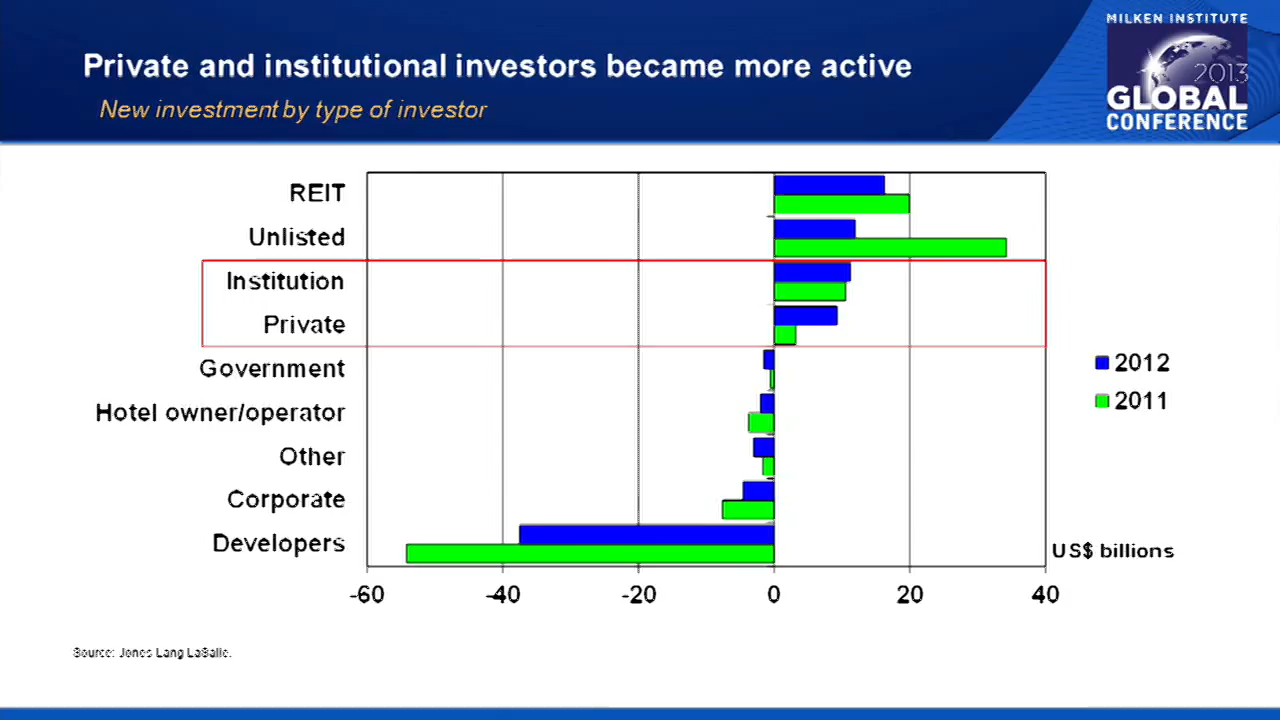 MILKEN INSTITUTE
2013
GLOBAL
CONFERENCE
Private and institutional investors became more active
New investment by type of investor
REIT
Unlisted
Institution
Private
Government
Hotel owner/operator
Other
Corporate
Developers
2012
2011
US$ billions
-60 -40 -20 0 20 40
Source: Jones Lang LaSalle.